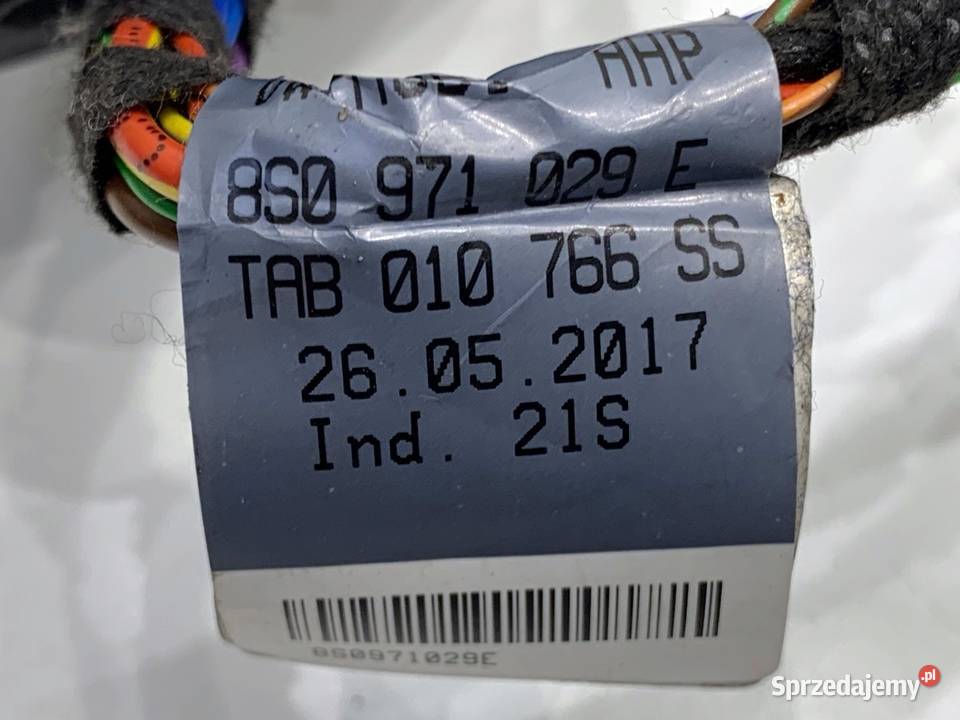 AHP
8S0 971 029 E
TAB 010 766 SS
26.05.2017
Ind. 21S
8S0971029E
Sprzedajemy.pl